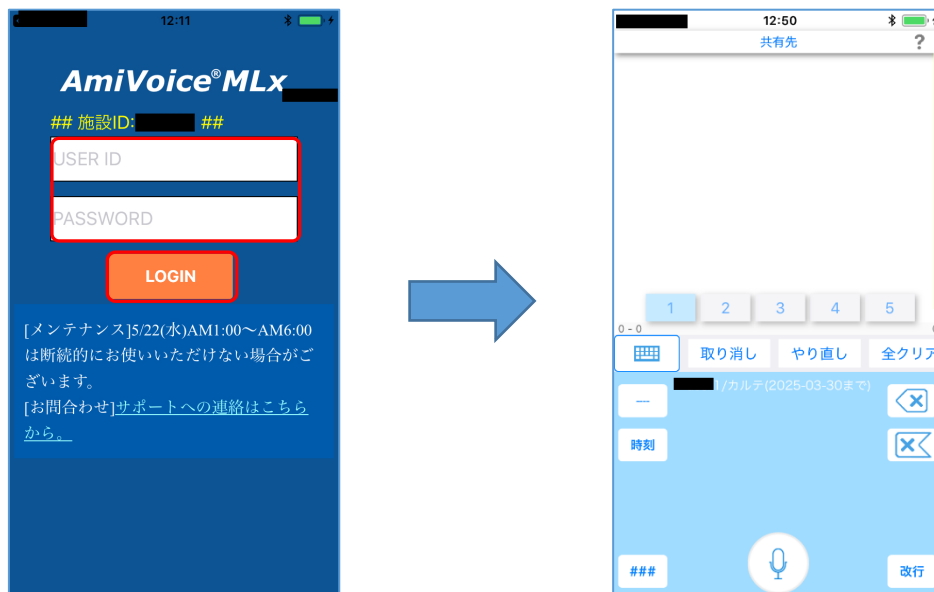 12:11
AmiVoice®MLx
## 施設ID: ##
USER ID
PASSWORD
LOGIN
[メンテナンス]5/22(水)AM1:00～AM6:00
は断続的にお使いいただけない場合がご
ざいます。
[お問合わせ]サポートへの連絡はこちら
から。
12:50
共有先
?
1 2 3 4 5
0 - 0
取り消し やり直し 全クリア
1/カルテ(2025-03-30まで)
---
時刻
### 改行